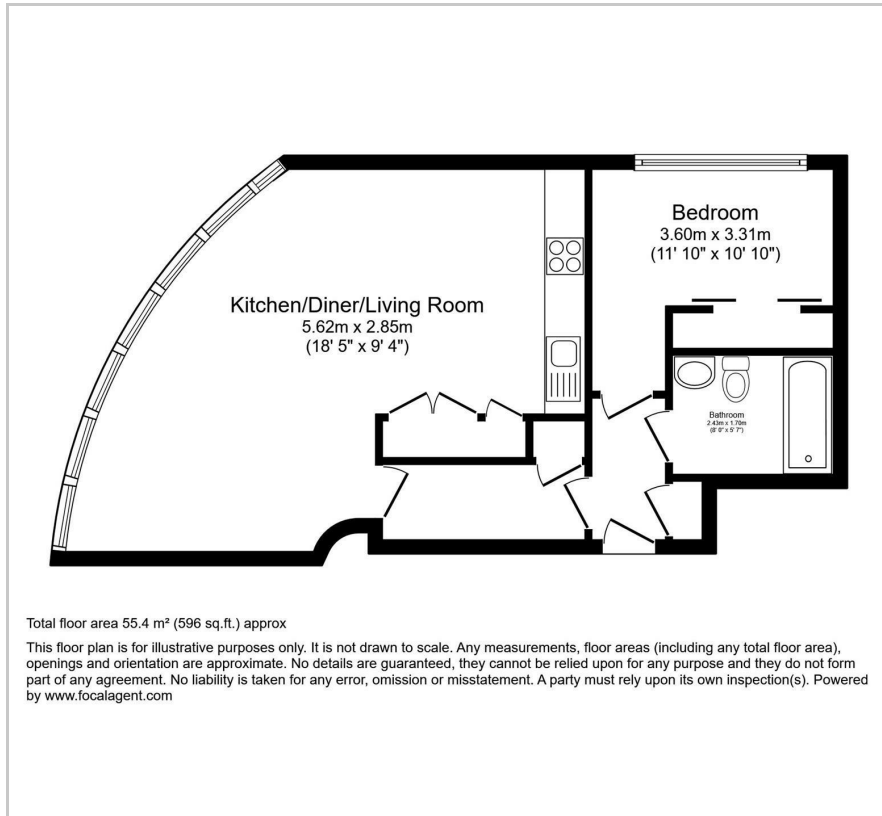 Bedroom
3.60m x 3.31m
(11' 10" x 10' 10")
Kitchen/Diner/Living Room
5.62m x 2.85m
(18' 5" x 9' 4")
Bathroom
2.43m x 1.70m
(8' 0" x 5' 7")
Total floor area 55.4 m² (596 sq.ft.) approx
This floor plan is for illustrative purposes only. It is not drawn to scale. Any measurements, floor areas (including any total floor area),
openings and orientation are approximate. No details are guaranteed, they cannot be relied upon for any purpose and they do not form
part of any agreement. No liability is taken for any error, omission or misstatement. A party must rely upon its own inspection(s). Powered
by www.focalagent.com